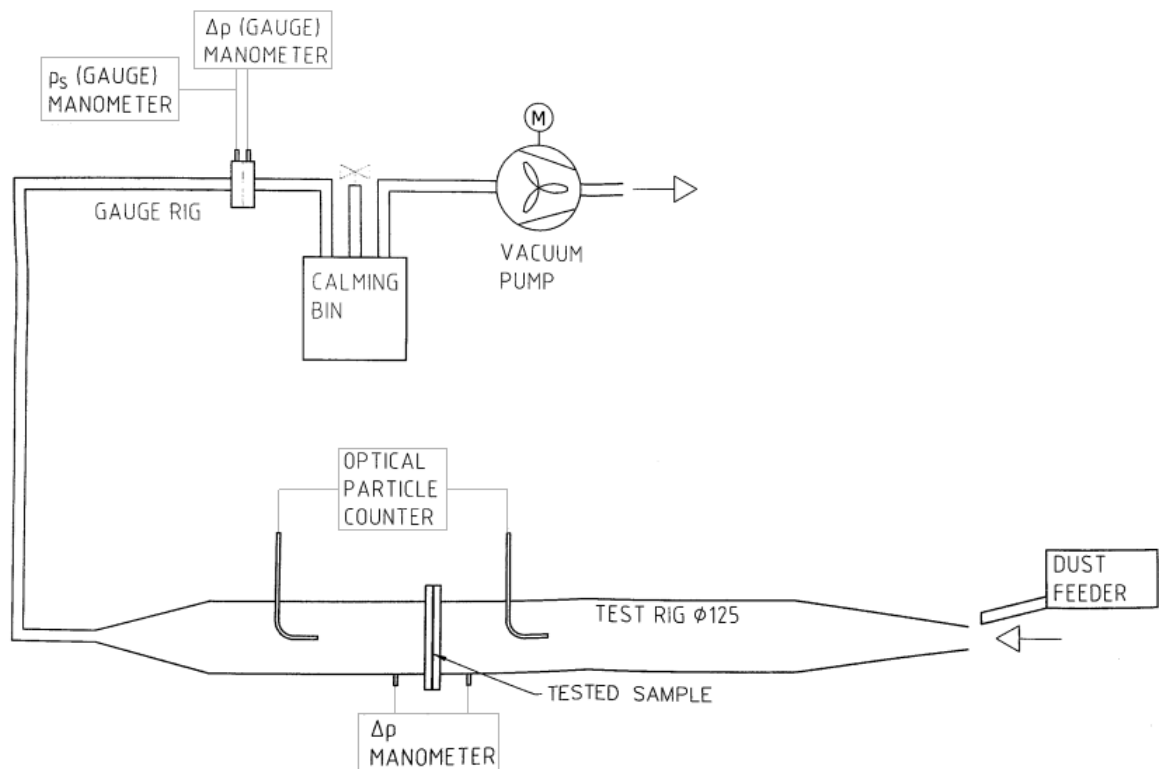 Δp (GAUGE)
MANOMETER
ps (GAUGE)
MANOMETER
M
GAUGE RIG
VACUUM
PUMP
CALMING
BIN
OPTICAL
PARTICLE
COUNTER
DUST
FEEDER
TEST RIG ϕ125
TESTED SAMPLE
Δp
MANOMETER